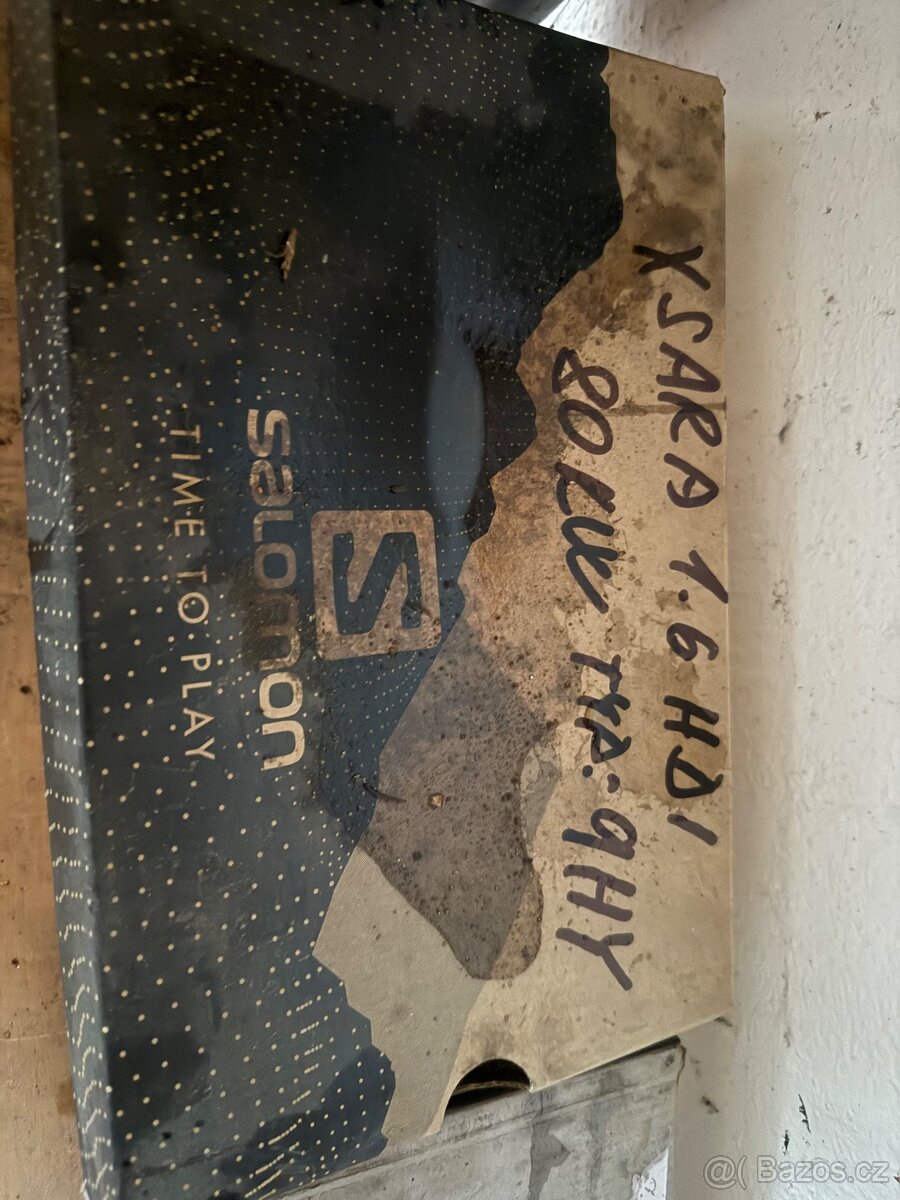 XSARA 1.6 HDI
80KW TYP: 9HY
S
salomon
TIME TO PLAY
@( Bazos.cz